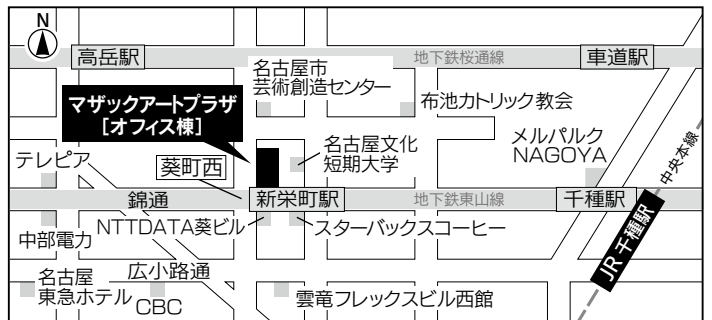 N
高岳駅
地下鉄桜通線
車道駅
名古屋市
芸術創造センター
布池カトリック教会
マザックアートプラザ
[オフィス棟]
名古屋文化
短期大学
メルパルク
NAGOYA
中央本線
テレピア
葵町西
錦通
新栄町駅
地下鉄東山線
千種駅
NTTDATA葵ビル
スターバックスコーヒー
中部電力
JR 千種駅
広小路通
名古屋
東急ホテル
CBC
雲竜フレックスビル西館